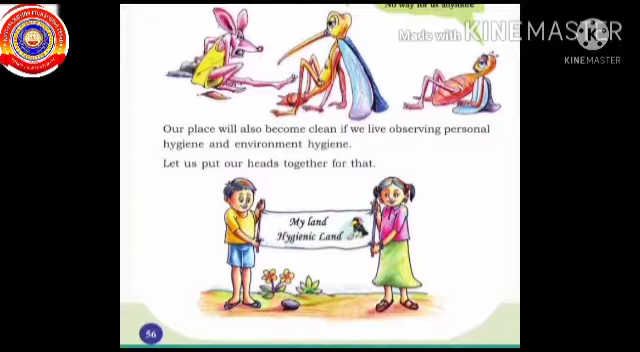 No way for us anymore
Made with KINEMASTER
KINEMASTER
Our place will also become clean if we live observing personal
hygiene and environment hygiene.
Let us put our heads together for that.
My land
Hygienic Land
56